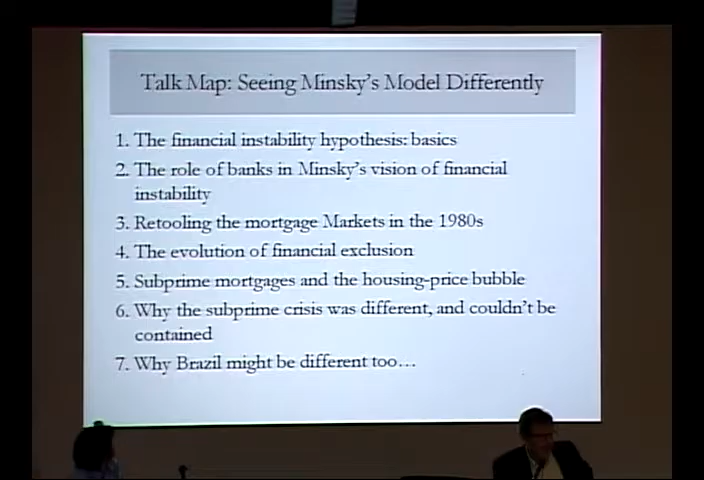 Talk Map: Seeing Minsky's Model Differently
1. The financial instability hypothesis: basics
2. The role of banks in Minsky's vision of financial
instability
3. Retooling the mortgage Markets in the 1980s
4. The evolution of financial exclusion
5. Subprime mortgages and the housing-price bubble
6. Why the subprime crisis was different, and couldn't be
contained
7. Why Brazil might be different too…